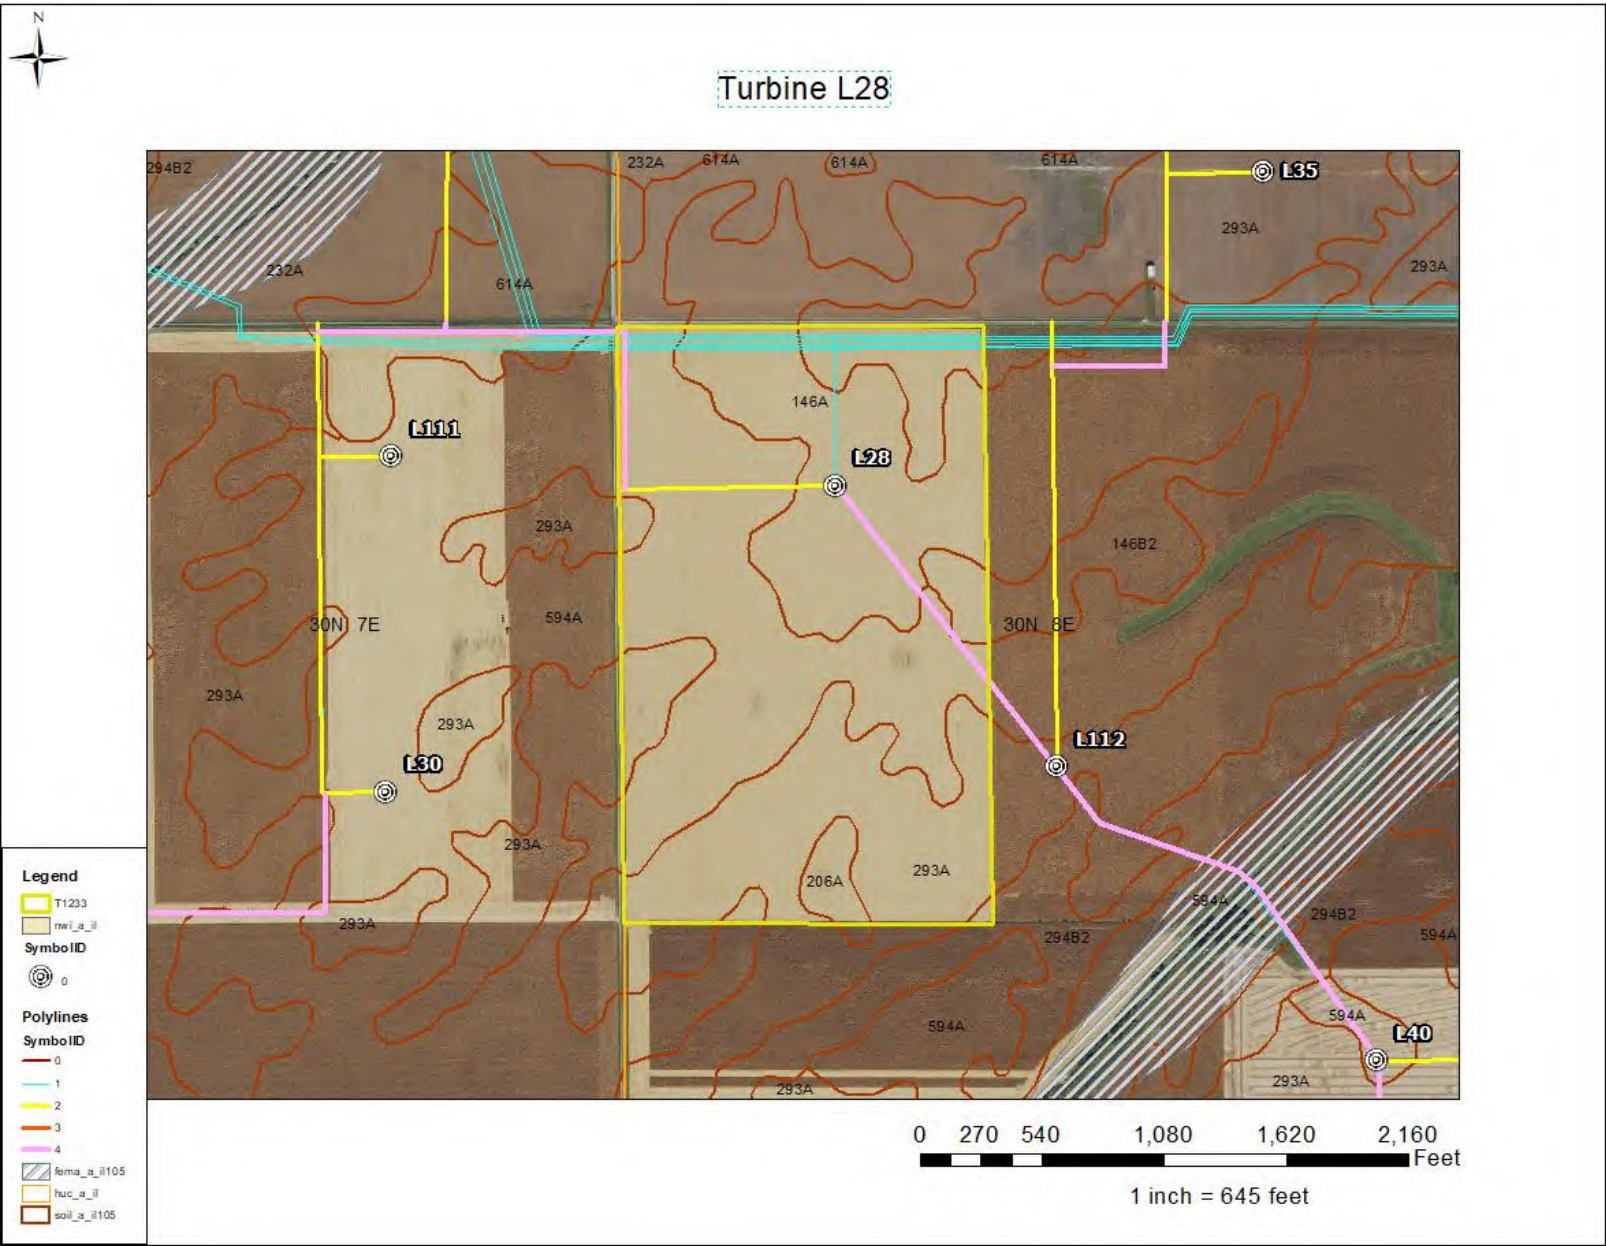 N
Turbine L28
294B2
232A
614A
614A
614A
L35
293A
232A
614A
293A
146A
L111
L28
293A
146B2
594A
30N 7E
30N 8E
293A
293A
L112
L30
293A
206A
293A
594A
294B2
293A
294B2
594A
594A
594A
L40
293A
293A
Legend
T1233
nwi_a_il
SymbolID
0
Polylines
SymbolID
0
1
2
3
4
fema_a_il105
huc_a_il
soil_a_il105
0 270 540 1,080 1,620 2,160
Feet
1 inch = 645 feet